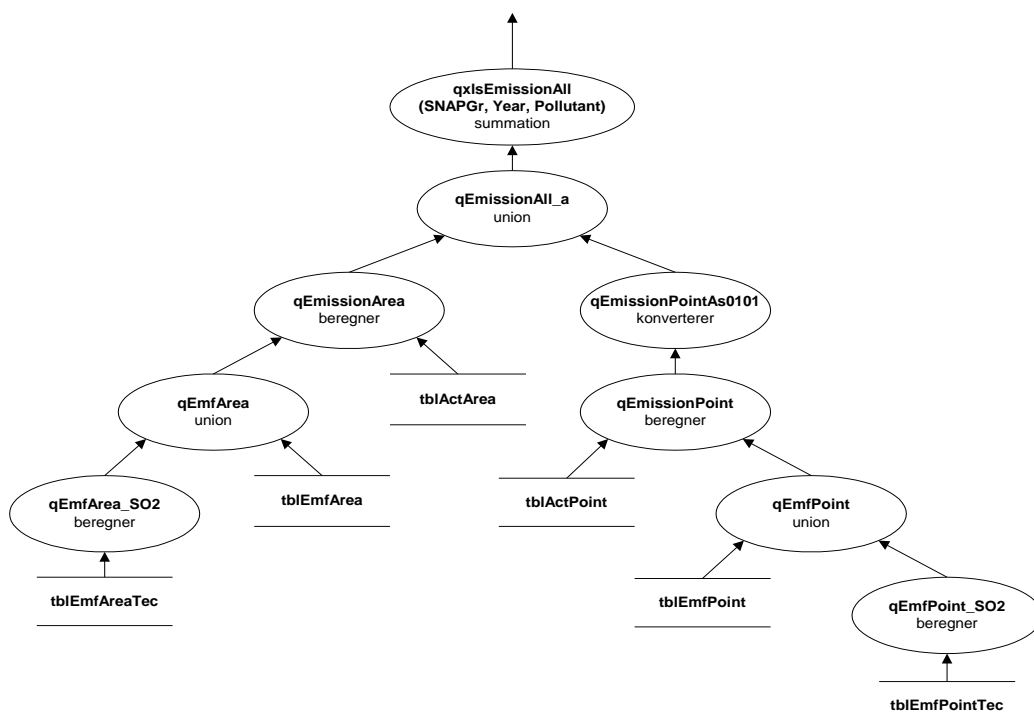 qxlsEmissionAll
(SNAPGr, Year, Pollutant)
summation
qEmissionAll_a
union
qEmissionArea
beregner
qEmissionPointAs0101
konverterer
qEmfArea
union
tblActArea
qEmissionPoint
beregner
qEmfArea_SO2
beregner
tblEmfArea
tblActPoint
qEmfPoint
union
tblEmfAreaTec
tblEmfPoint
qEmfPoint_SO2
beregner
tblEmfPointTec